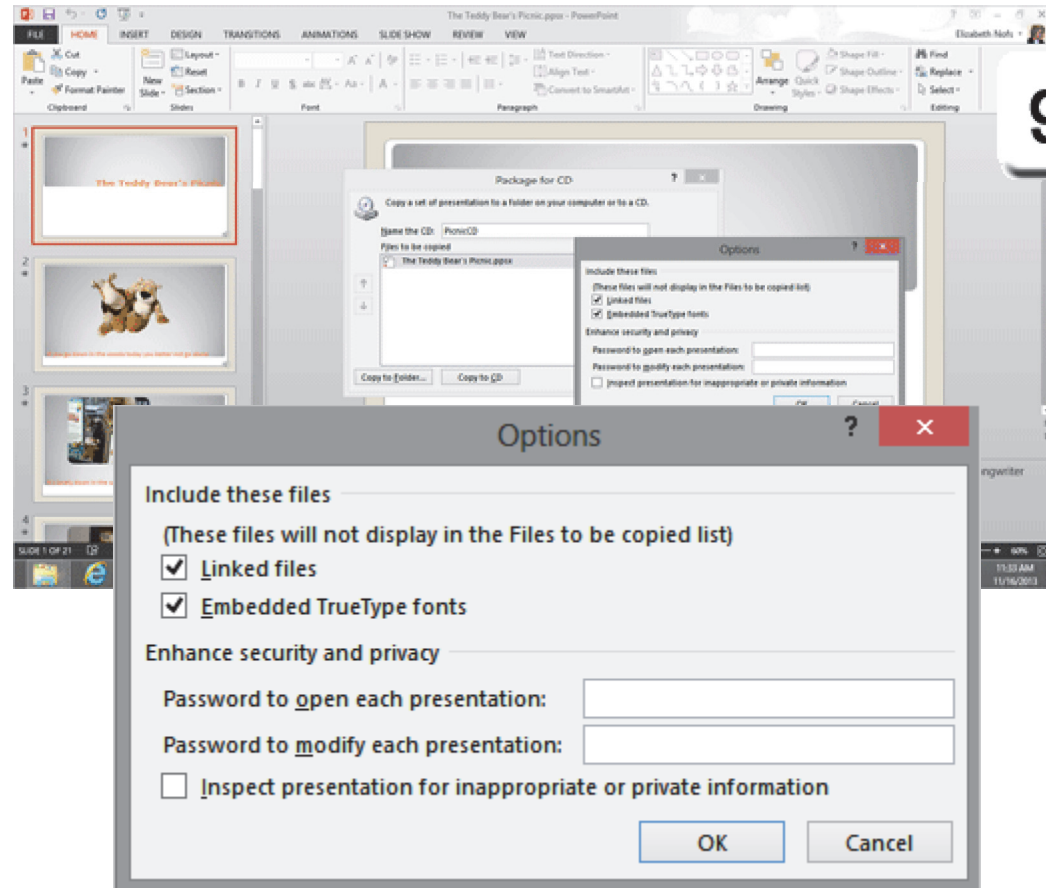 The Teddy Bear's Picnic.ppsx - PowerPoint
FILE HOME INSERT DESIGN TRANSITIONS ANIMATIONS SLIDE SHOW REVIEW VIEW
Elizabeth Nofs
Cut
Copy
Format Painter
Paste
Clipboard
New
Slide
Layout
Reset
Section
Slides
Font
Text Direction
Align Text
Convert to SmartArt
Paragraph
Arrange
Quick
Styles
Shape Fill
Shape Outline
Shape Effects
Drawing
Find
Replace
Select
Editing
9
1
The Teddy Bear's Picnic
2
3
4
Package for CD ?
Copy a set of presentation to a folder on your computer or to a CD.
Name the CD: PicnicCD
Files to be copied
The Teddy Bear's Picnic.ppsx
Copy to Folder... Copy to CD
Options ?
Include these files
(These files will not display in the Files to be copied list)
Linked files
Embedded TrueType fonts
Enhance security and privacy
Password to open each presentation:
Password to modify each presentation:
Inspect presentation for inappropriate or private information
OK Cancel
ngwriter
SLIDE 1 OF 21
60%
11:33 AM
11/16/2013
Options ?
Include these files
(These files will not display in the Files to be copied list)
Linked files
Embedded TrueType fonts
Enhance security and privacy
Password to open each presentation:
Password to modify each presentation:
Inspect presentation for inappropriate or private information
OK Cancel